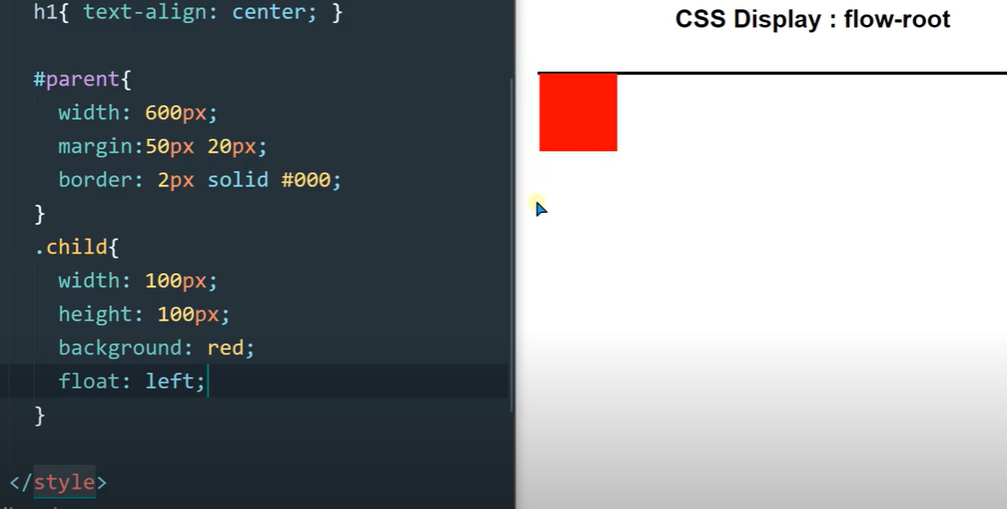 h1{ text-align: center; }
CSS Display : flow-root
#parent{
width: 600px;
margin:50px 20px;
border: 2px solid #000;
}
.child{
width: 100px;
height: 100px;
background: red;
float: left;
}
</style>